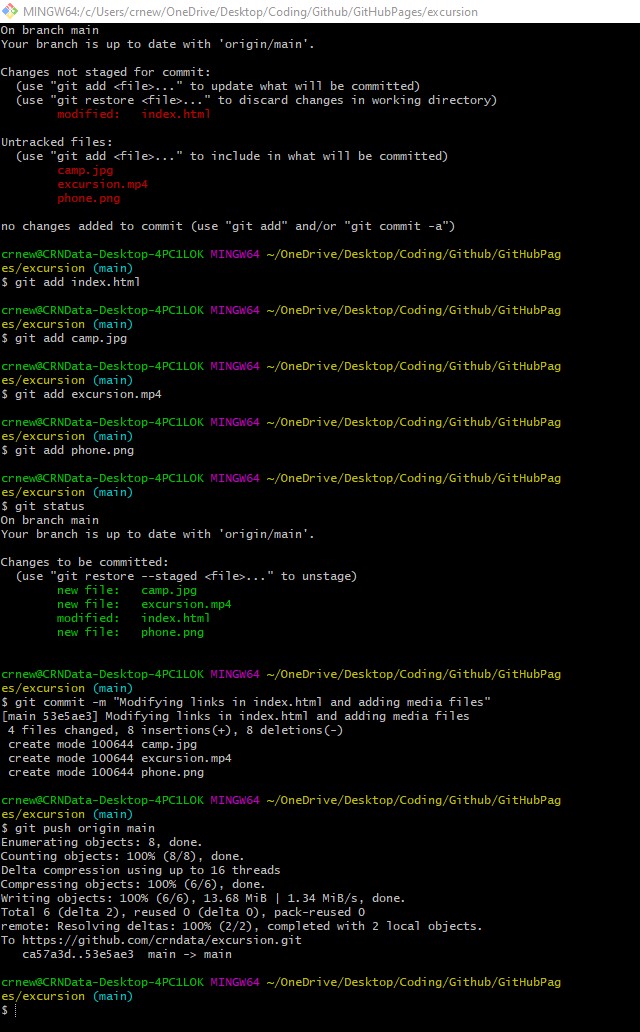 MINGW64:/c/Users/crnew/OneDrive/Desktop/Coding/Github/GitHubPages/excursion
On branch main
Your branch is up to date with 'origin/main'.
Changes not staged for commit:
(use "git add <file>..." to update what will be committed)
(use "git restore <file>..." to discard changes in working directory)
modified: index.html
Untracked files:
(use "git add <file>..." to include in what will be committed)
camp.jpg
excursion.mp4
phone.png
no changes added to commit (use "git add" and/or "git commit -a")
crnew@CRNData-Desktop-4PC1LOK MINGW64 ~/OneDrive/Desktop/Coding/Github/GitHubPag
es/excursion (main)
$ git add index.html
crnew@CRNData-Desktop-4PC1LOK MINGW64 ~/OneDrive/Desktop/Coding/Github/GitHubPag
es/excursion (main)
$ git add camp.jpg
crnew@CRNData-Desktop-4PC1LOK MINGW64 ~/OneDrive/Desktop/Coding/Github/GitHubPag
es/excursion (main)
$ git add excursion.mp4
crnew@CRNData-Desktop-4PC1LOK MINGW64 ~/OneDrive/Desktop/Coding/Github/GitHubPag
es/excursion (main)
$ git add phone.png
crnew@CRNData-Desktop-4PC1LOK MINGW64 ~/OneDrive/Desktop/Coding/Github/GitHubPag
es/excursion (main)
$ git status
On branch main
Your branch is up to date with 'origin/main'.
Changes to be committed:
(use "git restore --staged <file>..." to unstage)
new file: camp.jpg
new file: excursion.mp4
modified: index.html
new file: phone.png
crnew@CRNData-Desktop-4PC1LOK MINGW64 ~/OneDrive/Desktop/Coding/Github/GitHubPag
es/excursion (main)
$ git commit -m "Modifying links in index.html and adding media files"
[main 53e5ae3] Modifying links in index.html and adding media files
4 files changed, 8 insertions(+), 8 deletions(-)
create mode 100644 camp.jpg
create mode 100644 excursion.mp4
create mode 100644 phone.png
crnew@CRNData-Desktop-4PC1LOK MINGW64 ~/OneDrive/Desktop/Coding/Github/GitHubPag
es/excursion (main)
$ git push origin main
Enumerating objects: 8, done.
Counting objects: 100% (8/8), done.
Delta compression using up to 16 threads
Compressing objects: 100% (6/6), done.
Writing objects: 100% (6/6), 13.68 MiB | 1.34 MiB/s, done.
Total 6 (delta 2), reused 0 (delta 0), pack-reused 0
remote: Resolving deltas: 100% (2/2), completed with 2 local objects.
To https://github.com/crndata/excursion.git
ca57a3d..53e5ae3 main -> main
crnew@CRNData-Desktop-4PC1LOK MINGW64 ~/OneDrive/Desktop/Coding/Github/GitHubPag
es/excursion (main)
$